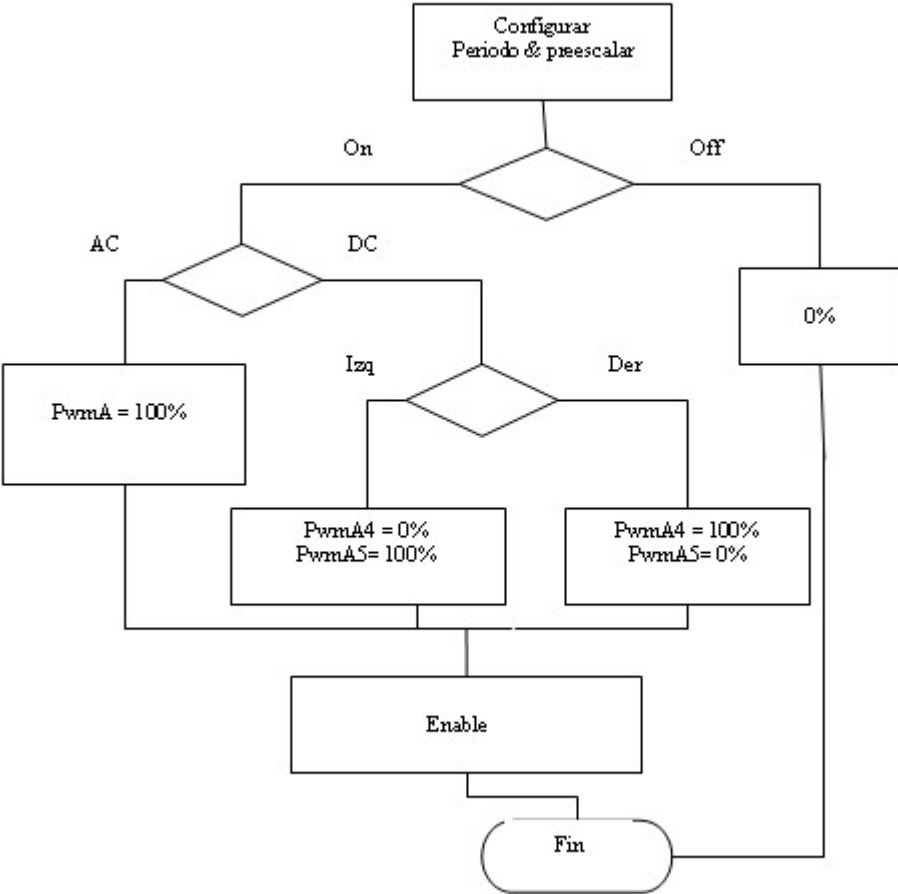 Configurar
Periodo & preescalar
On
Off
AC
DC
0%
Izq
Der
PwmA = 100%
PwmA4 = 0%
PwmA5= 100%
PwmA4 = 100%
PwmA5= 0%
Enable
Fin